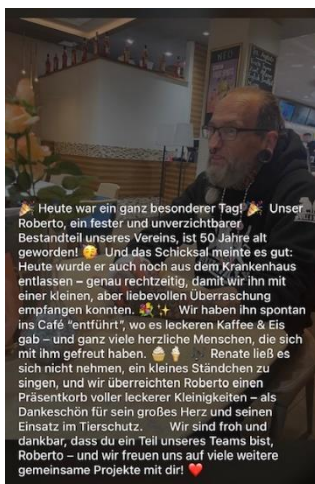 🎉 Heute war ein ganz besonderer Tag! 🎉 Unser
Roberto, ein fester und unverzichtbarer
Bestandteil unseres Vereins, ist 50 Jahre alt
geworden! 🥳 Und das Schicksal meinte es gut:
Heute wurde er auch noch aus dem Krankenhaus
entlassen – genau rechtzeitig, damit wir ihn mit
einer kleinen, aber liebevollen Überraschung
empfangen konnten. 💐✨ Wir haben ihn spontan
ins Café “entführt”, wo es leckeren Kaffee & Eis
gab – und ganz viele herzliche Menschen, die sich
mit ihm gefreut haben. 🧁🍦 🎶 Renate ließ es
sich nicht nehmen, ein kleines Ständchen zu
singen, und wir überreichten Roberto einen
Präsentkorb voller leckerer Kleinigkeiten – als
Dankeschön für sein großes Herz und seinen
Einsatz im Tierschutz. Wir sind froh und
dankbar, dass du ein Teil unseres Teams bist,
Roberto – und wir freuen uns auf viele weitere
gemeinsame Projekte mit dir! ❤️